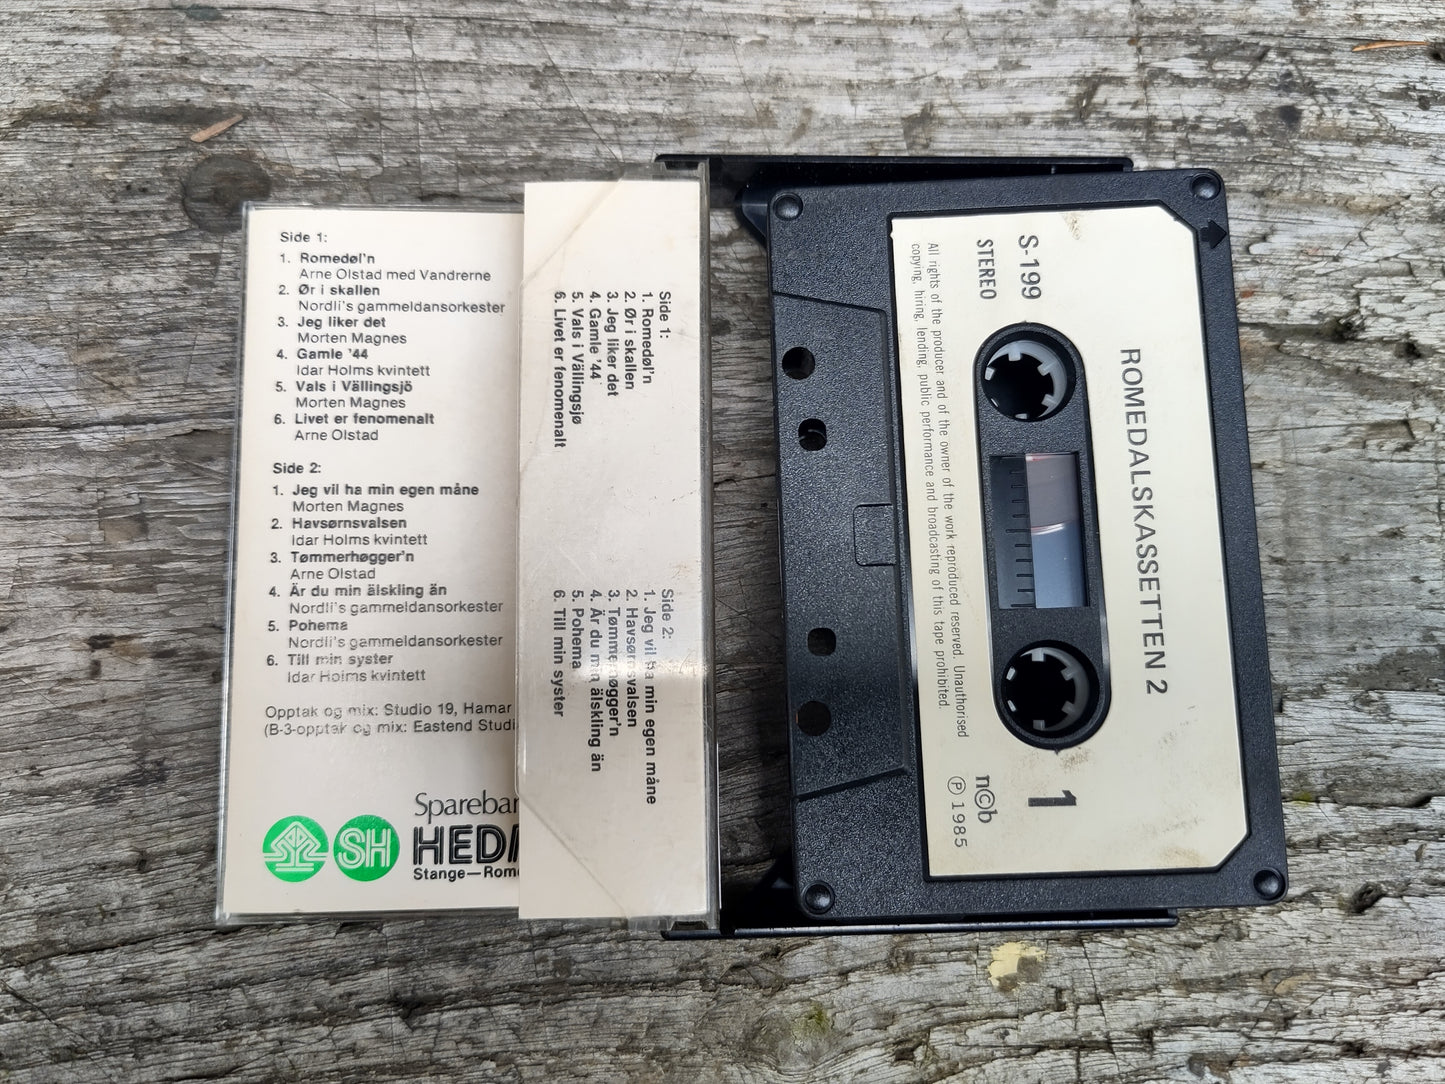 Side 1:
1. Romedøl'n
Arne Olstad med Vandrerne
2. Ør i skallen
Nordli's gammeldansorkester
3. Jeg liker det
Morten Magnes
4. Gamle '44
Idar Holms kvintett
5. Vals i Vällingsjö
Morten Magnes
6. Livet er fenomenalt
Arne Olstad
Side 2:
1. Jeg vil ha min egen måne
Morten Magnes
2. Havsørnsvalsen
Idar Holms kvintett
3. Tømmerhøgger'n
Arne Olstad
4. Är du min älskling än
Nordli's gammeldansorkester
5. Pohema
Nordli's gammeldansorkester
6. Till min syster
Idar Holms kvintett
Opptak og mix: Studio 19, Hamar
(B-3-opptak og mix: Eastend Studi
Sparebar
SH HEDM
Stange—Rome
Side 1:
1. Romedøl'n
2. Ør i skallen
3. Jeg liker det
4. Gamle '44
5. Vals i Vällingsjø
6. Livet er fenomenalt
Side 2:
1. Jeg vil ha min egen måne
2. Havsørnsvalsen
3. Tømmerhøgger'n
4. Är du min älskling än
5. Pohema
6. Till min syster
ROMEDALSKASSETTEN 2
S-199
STEREO
1
n©b
℗ 1985
All rights of the producer and of the owner of the work reproduced reserved. Unauthorised
copying, hiring, lending, public performance and broadcasting of this tape prohibited.